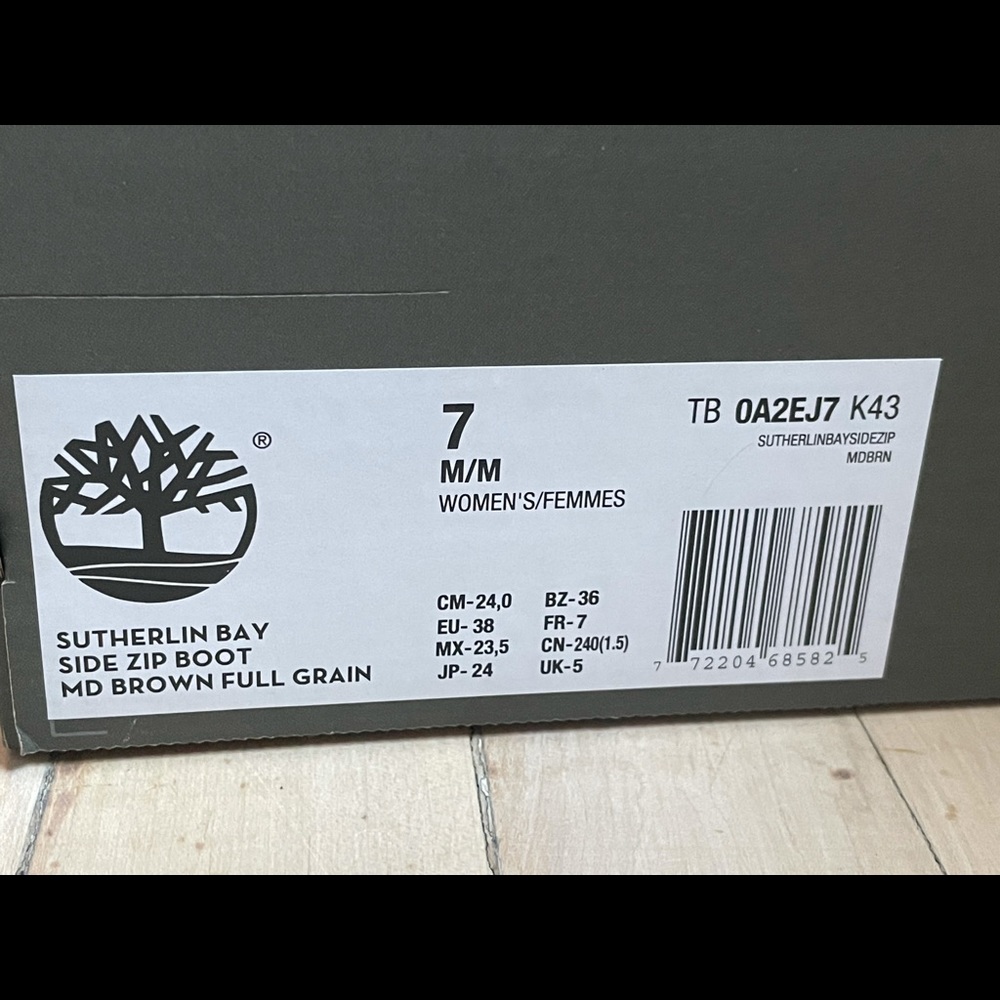 ®
SUTHERLIN BAY
SIDE ZIP BOOT
MD BROWN FULL GRAIN
7
M/M
WOMEN'S/FEMMES
CM-24,0 BZ-36
EU-38 FR-7
MX-23,5 CN-240(1.5)
JP-24 UK-5
TB 0A2EJ7 K43
SUTHERLINBAYSIDEZIP
MDBRN
7 72204 68582 5